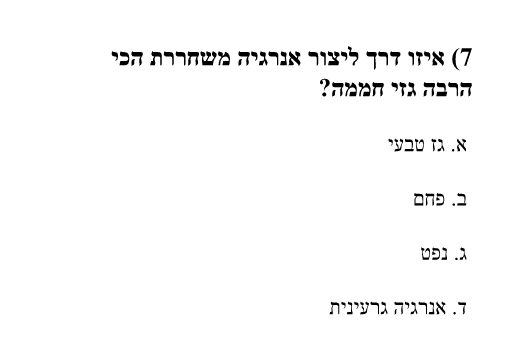 7) איזו דרך ליצור אנרגיה משחררת הכי
הרבה גזי חממה?
א. גז טבעי
ב. פחם
ג. נפט
ד. אנרגיה גרעינית